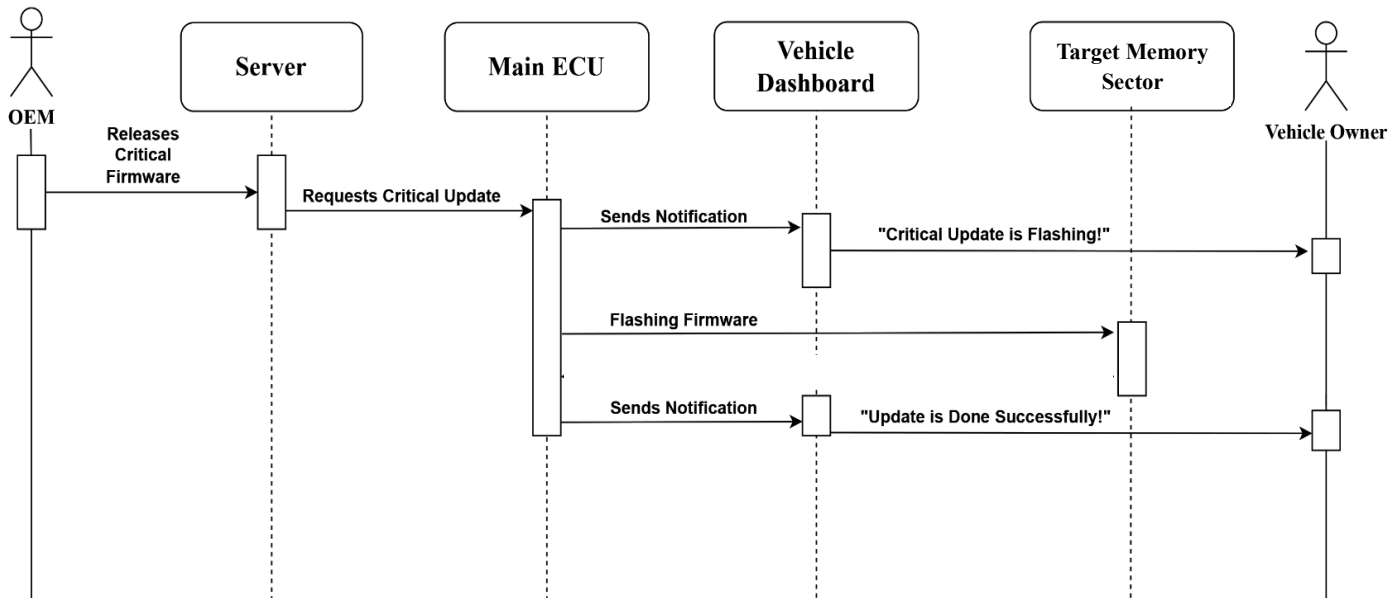 OEM
Server
Main ECU
Vehicle
Dashboard
Target Memory
Sector
Vehicle Owner
Releases
Critical
Firmware
Requests Critical Update
Sends Notification
"Critical Update is Flashing!"
Flashing Firmware
Sends Notification
"Update is Done Successfully!"